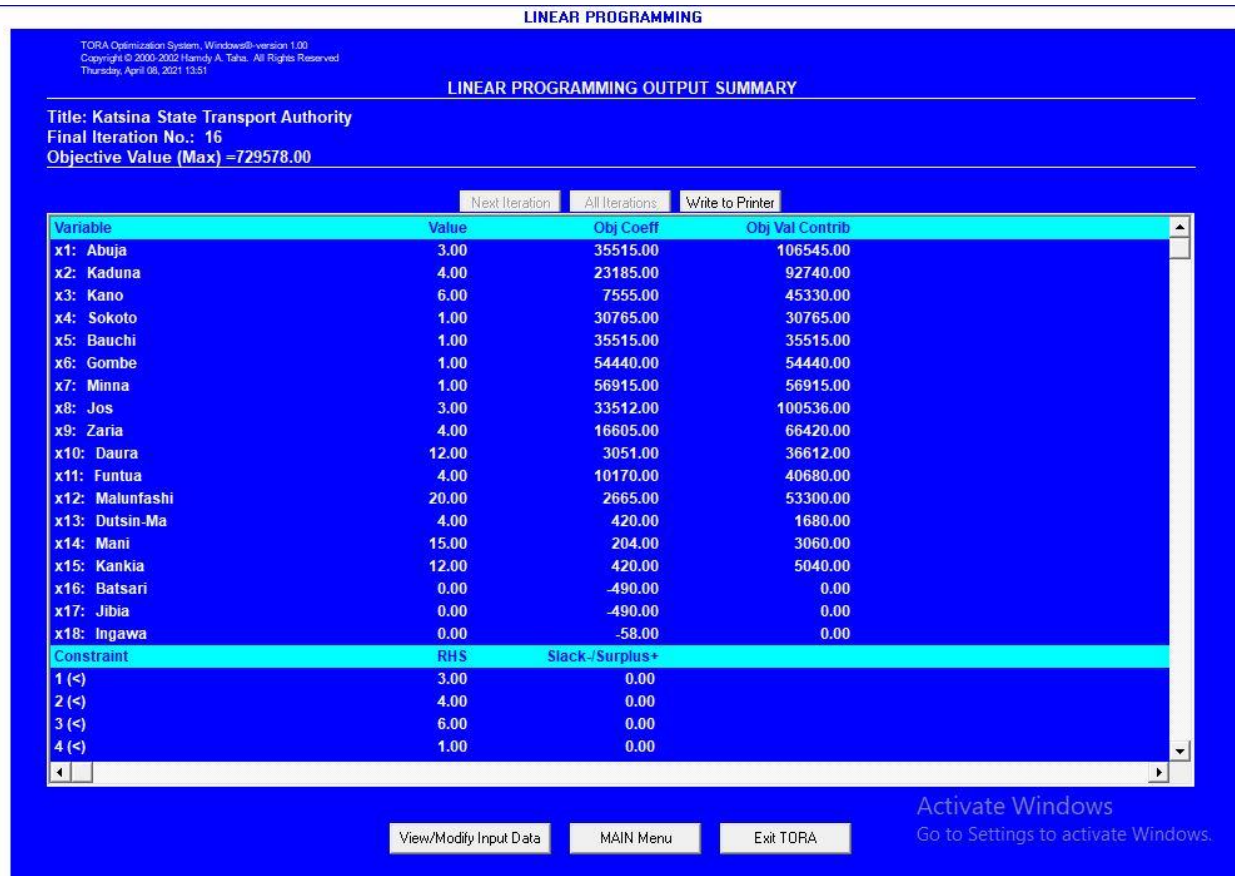 LINEAR PROGRAMMING
TORA Optimization System, Windows®-version 1.00
Copyright © 2000-2002 Hamdy A. Taha. All Rights Reserved
Thursday, April 08, 2021 13:51
LINEAR PROGRAMMING OUTPUT SUMMARY
Title: Katsina State Transport Authority
Final Iteration No.: 16
Objective Value (Max) =729578.00
Next Iteration All Iterations Write to Printer
Variable Value Obj Coeff Obj Val Contrib
x1: Abuja 3.00 35515.00 106545.00
x2: Kaduna 4.00 23185.00 92740.00
x3: Kano 6.00 7555.00 45330.00
x4: Sokoto 1.00 30765.00 30765.00
x5: Bauchi 1.00 35515.00 35515.00
x6: Gombe 1.00 54440.00 54440.00
x7: Minna 1.00 56915.00 56915.00
x8: Jos 3.00 33512.00 100536.00
x9: Zaria 4.00 16605.00 66420.00
x10: Daura 12.00 3051.00 36612.00
x11: Funtua 4.00 10170.00 40680.00
x12: Malunfashi 20.00 2665.00 53300.00
x13: Dutsin-Ma 4.00 420.00 1680.00
x14: Mani 15.00 204.00 3060.00
x15: Kankia 12.00 420.00 5040.00
x16: Batsari 0.00 -490.00 0.00
x17: Jibia 0.00 -490.00 0.00
x18: Ingawa 0.00 -58.00 0.00
Constraint RHS Slack-/Surplus+
1 (<) 3.00 0.00
2 (<) 4.00 0.00
3 (<) 6.00 0.00
4 (<) 1.00 0.00
View/Modify Input Data MAIN Menu Exit TORA
Activate Windows
Go to Settings to activate Windows.